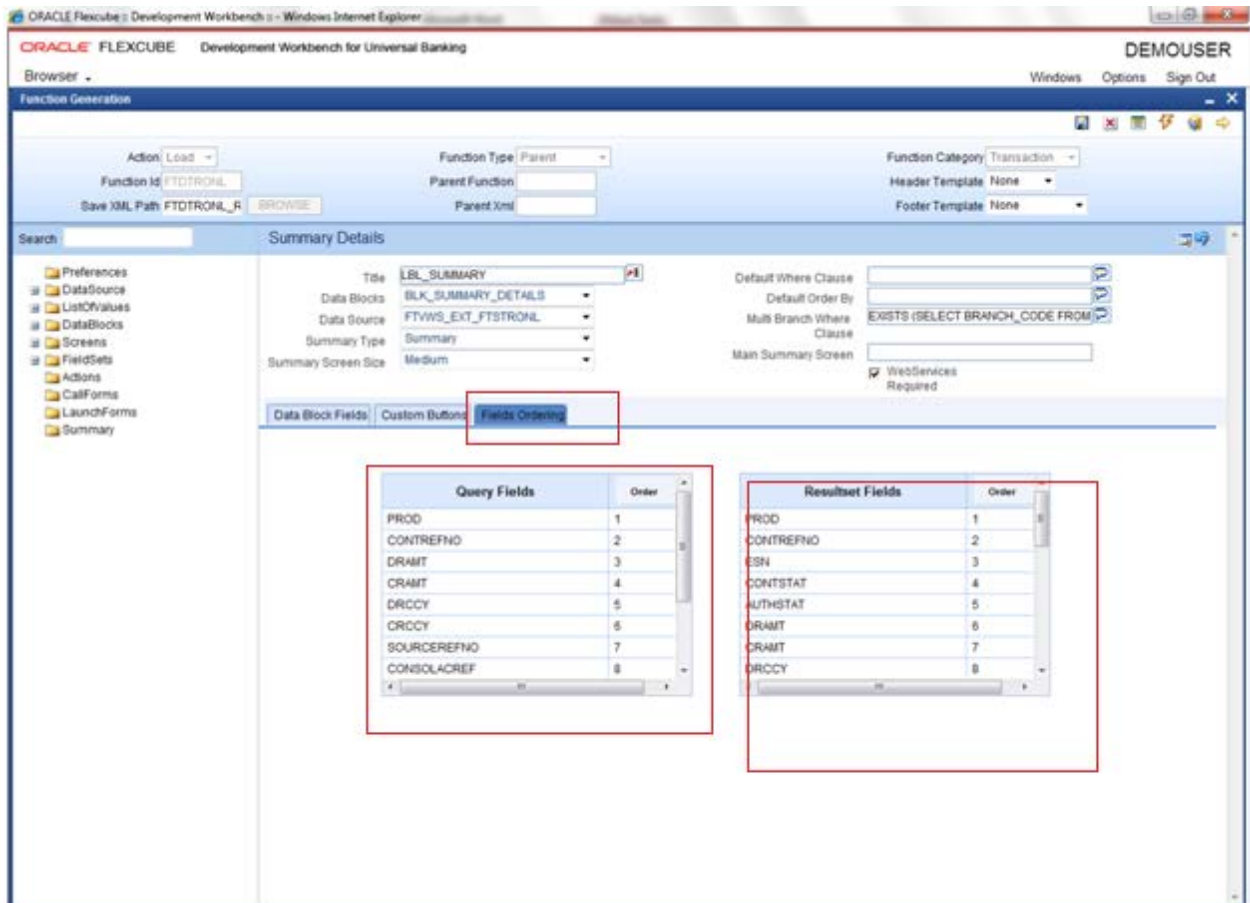 ORACLE Flexcube :: Development Workbench :: - Windows Internet Explorer
ORACLE FLEXCUBE Development Workbench for Universal Banking DEMOUSER
Browser Windows Options Sign Out
Function Generation
Action Load Function Type Parent Function Category Transaction
Function Id FTDTRONL Parent Function Header Template None
Save XML Path FTDTRONL_R BROWSE Parent Xml Footer Template None
Search Summary Details
Preferences
DataSource
ListOfValues
DataBlocks
Screens
FieldSets
Actions
CallForms
LaunchForms
Summary
Title LBL_SUMMARY Default Where Clause
Data Blocks BLK_SUMMARY_DETAILS Default Order By
Data Source FTVWS_EXT_FTSTRONL Multi Branch Where Clause EXISTS (SELECT BRANCH_CODE FROM
Summary Type Summary Main Summary Screen
Summary Screen Size Medium WebServices Required
Data Block Fields Custom Buttons Fields Ordering
Query Fields Order Resultset Fields Order
PROD 1 PROD 1
CONTREFNO 2 CONTREFNO 2
DRAMT 3 ESN 3
CRAMT 4 CONTSTAT 4
DRCCY 5 AUTHSTAT 5
CRCCY 6 DRAMT 6
SOURCEREFNO 7 CRAMT 7
CONSOLACREF 8 DRCCY 8